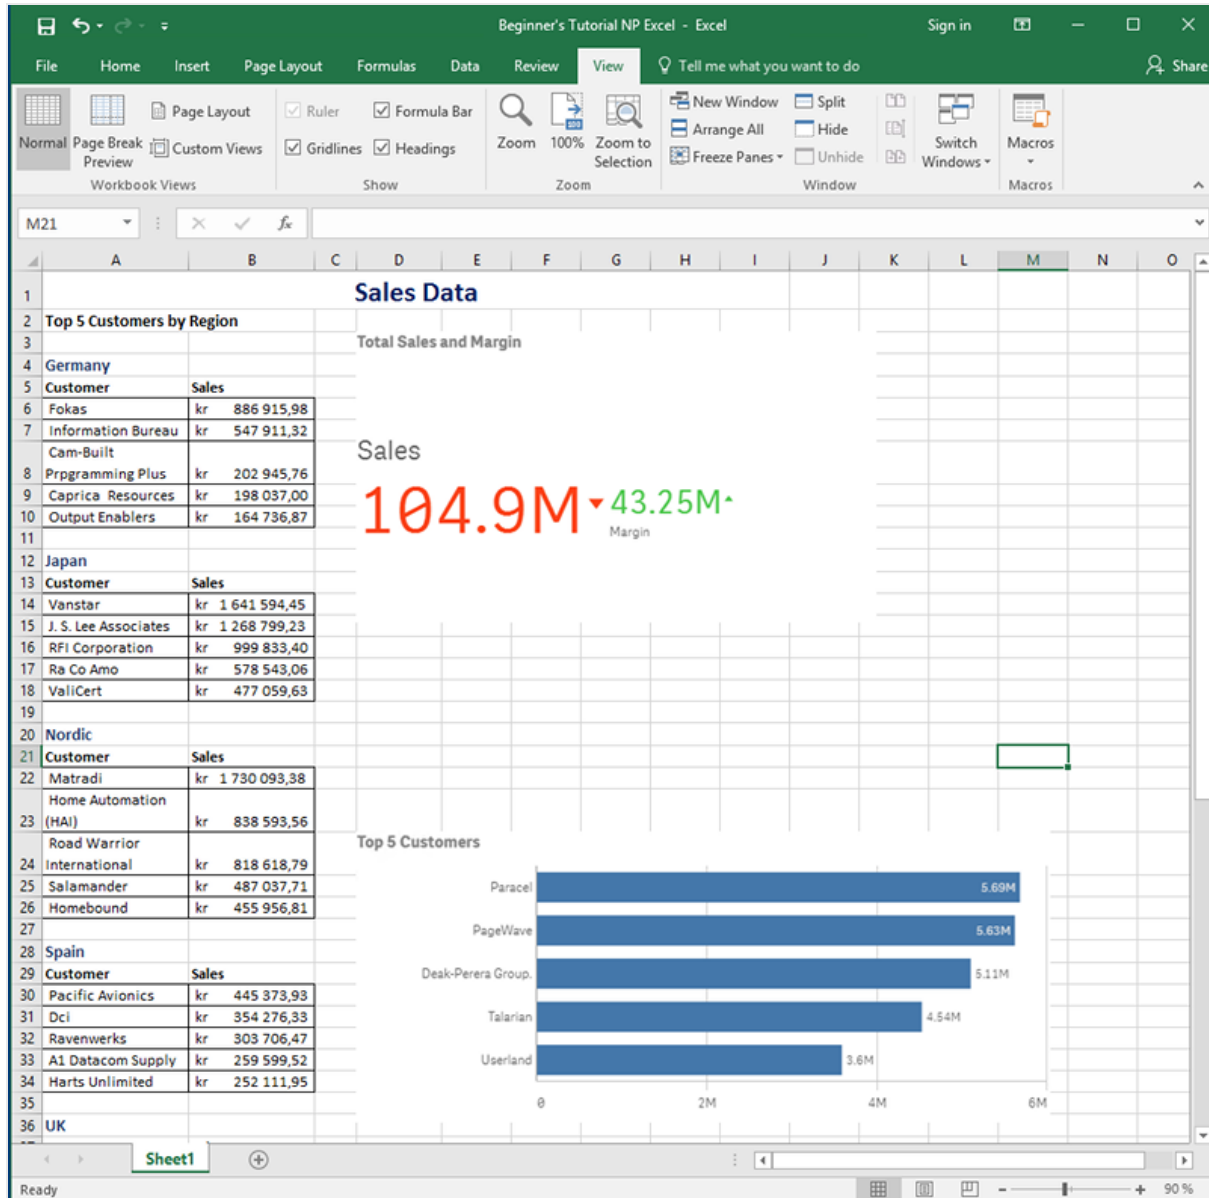 Beginner's Tutorial NP Excel - Excel
Sign in
File Home Insert Page Layout Formulas Data Review View Tell me what you want to do Share
Normal
Page Break Preview
Page Layout
Custom Views
Workbook Views
Ruler Formula Bar
Gridlines Headings
Show
Zoom 100% Zoom to Selection
Zoom
New Window Split
Arrange All Hide
Freeze Panes Unhide
Switch Windows
Window
Macros
Macros
M21 fx
A B C D E F G H I J K L M N O
1 Sales Data
2 Top 5 Customers by Region
3
4 Germany
5 Customer Sales
6 Fokas kr 886 915,98
7 Information Bureau kr 547 911,32
Cam-Built
8 Prpgramming Plus kr 202 945,76
9 Caprica Resources kr 198 037,00
10 Output Enablers kr 164 736,87
11
12 Japan
13 Customer Sales
14 Vanstar kr 1 641 594,45
15 J. S. Lee Associates kr 1 268 799,23
16 RFI Corporation kr 999 833,40
17 Ra Co Amo kr 578 543,06
18 ValiCert kr 477 059,63
19
20 Nordic
21 Customer Sales
22 Matradi kr 1 730 093,38
Home Automation
23 (HAI) kr 838 593,56
Road Warrior
24 International kr 818 618,79
25 Salamander kr 487 037,71
26 Homebound kr 455 956,81
27
28 Spain
29 Customer Sales
30 Pacific Avionics kr 445 373,93
31 Dci kr 354 276,33
32 Ravenwerks kr 303 706,47
33 A1 Datacom Supply kr 259 599,52
34 Harts Unlimited kr 252 111,95
35
36 UK
Total Sales and Margin
Sales
104.9M 43.25M
Margin
Top 5 Customers
Paracel 5.69M
PageWave 5.63M
Deak-Perera Group. 5.11M
Talarian 4.54M
Userland 3.6M
0 2M 4M 6M
Sheet1
Ready
90 %